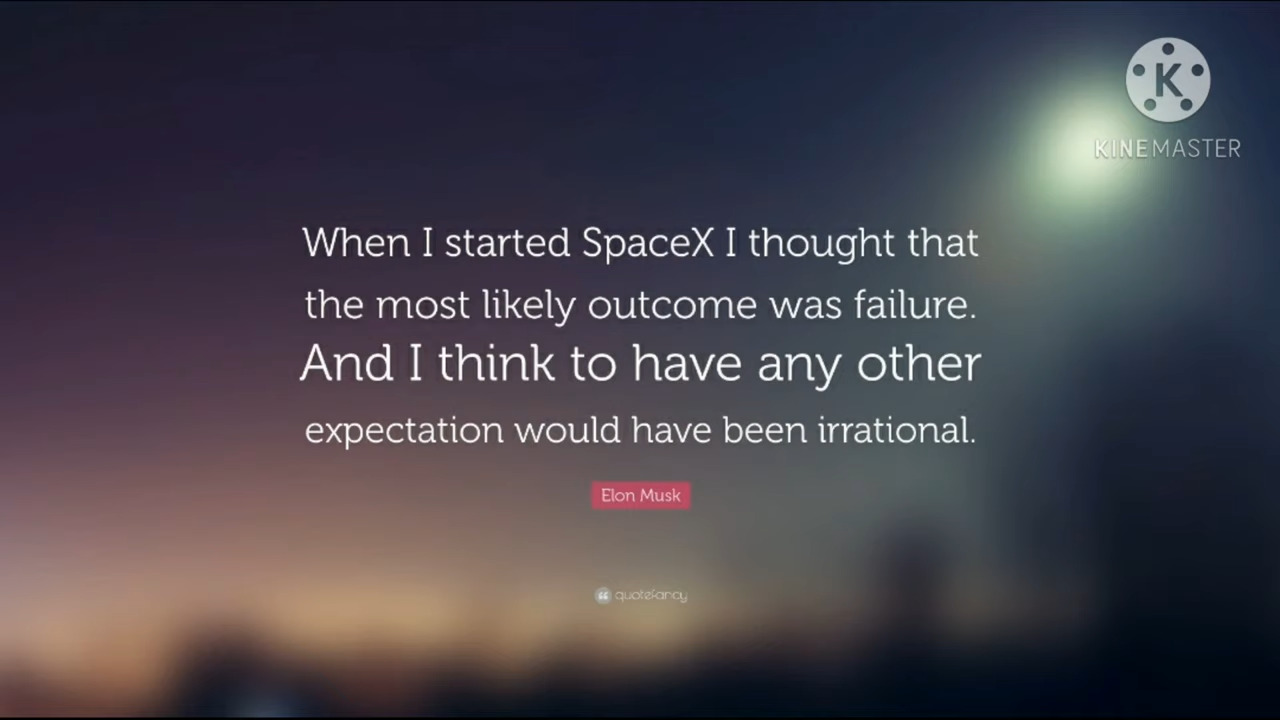 K
KINEMASTER
When I started SpaceX I thought that
the most likely outcome was failure.
And I think to have any other
expectation would have been irrational.
Elon Musk
quotefancy